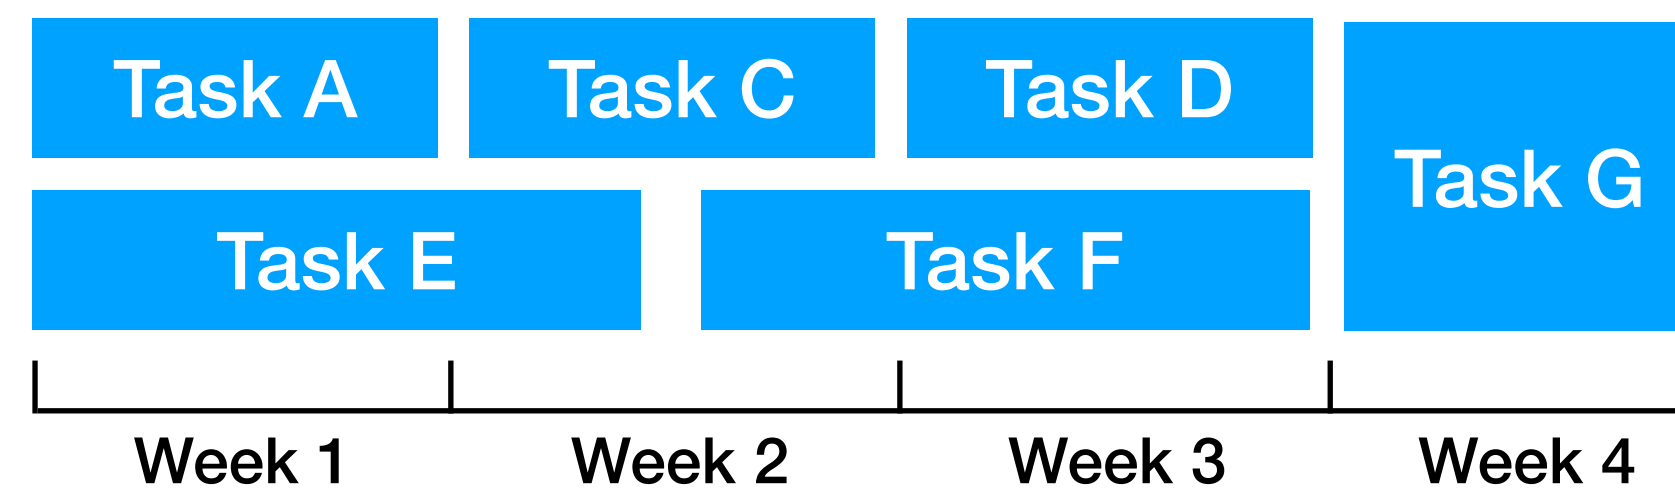 Task A
Task C
Task D
Task G
Task E
Task F
Week 1
Week 2
Week 3
Week 4